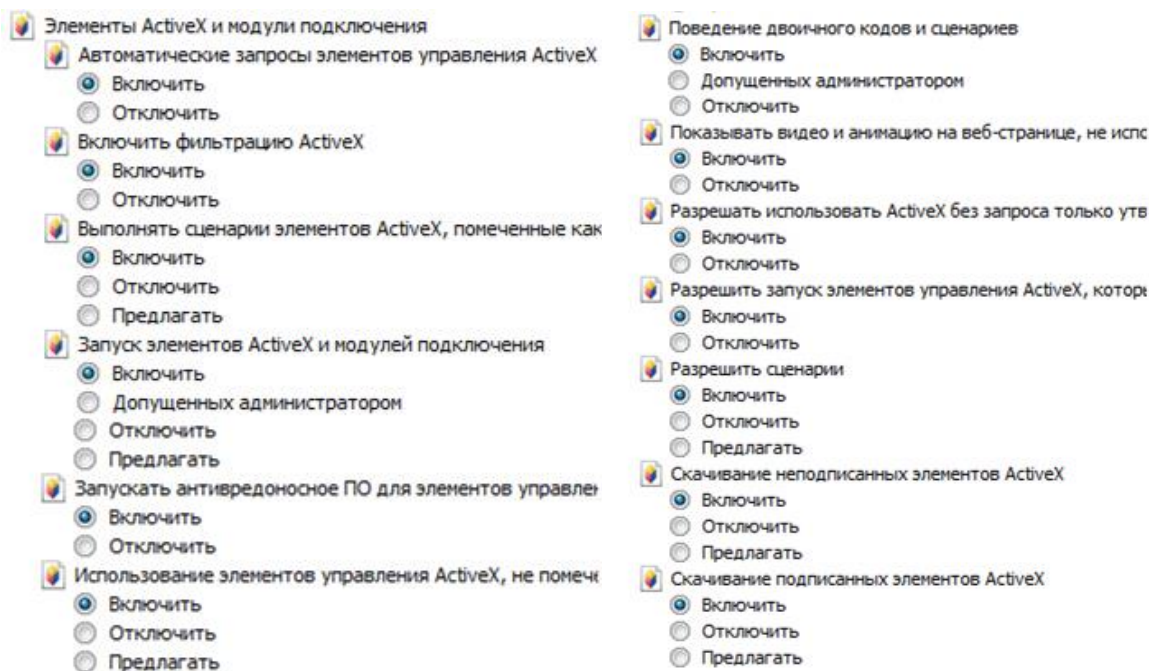 Элементы ActiveX и модули подключения
Автоматические запросы элементов управления ActiveX
Включить
Отключить
Включить фильтрацию ActiveX
Включить
Отключить
Выполнять сценарии элементов ActiveX, помеченные как
Включить
Отключить
Предлагать
Запуск элементов ActiveX и модулей подключения
Включить
Допущенных администратором
Отключить
Предлагать
Запускать антивредоносное ПО для элементов управлен
Включить
Отключить
Использование элементов управления ActiveX, не помече
Включить
Отключить
Предлагать
Поведение двоичного кодов и сценариев
Включить
Допущенных администратором
Отключить
Показывать видео и анимацию на веб-странице, не испо
Включить
Отключить
Разрешать использовать ActiveX без запроса только утв
Включить
Отключить
Разрешить запуск элементов управления ActiveX, которы
Включить
Отключить
Разрешить сценарии
Включить
Отключить
Предлагать
Скачивание неподписанных элементов ActiveX
Включить
Отключить
Предлагать
Скачивание подписанных элементов ActiveX
Включить
Отключить
Предлагать